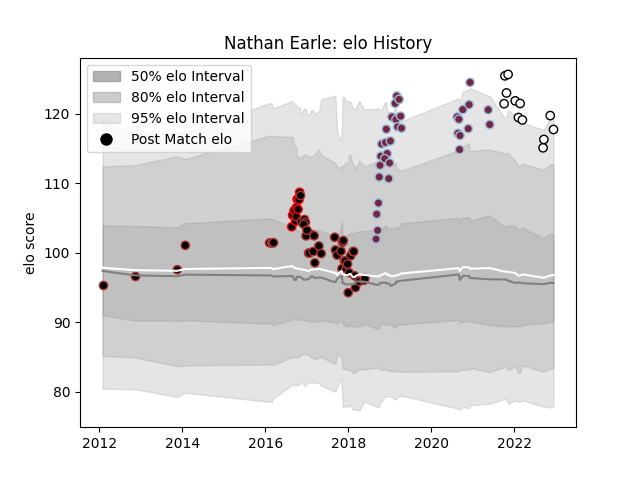 Nathan Earle: elo History
50% elo Interval
80% elo Interval
95% elo Interval
Post Match elo
elo score
120
110
100
90
80
2012
2014
2016
2018
2020
2022